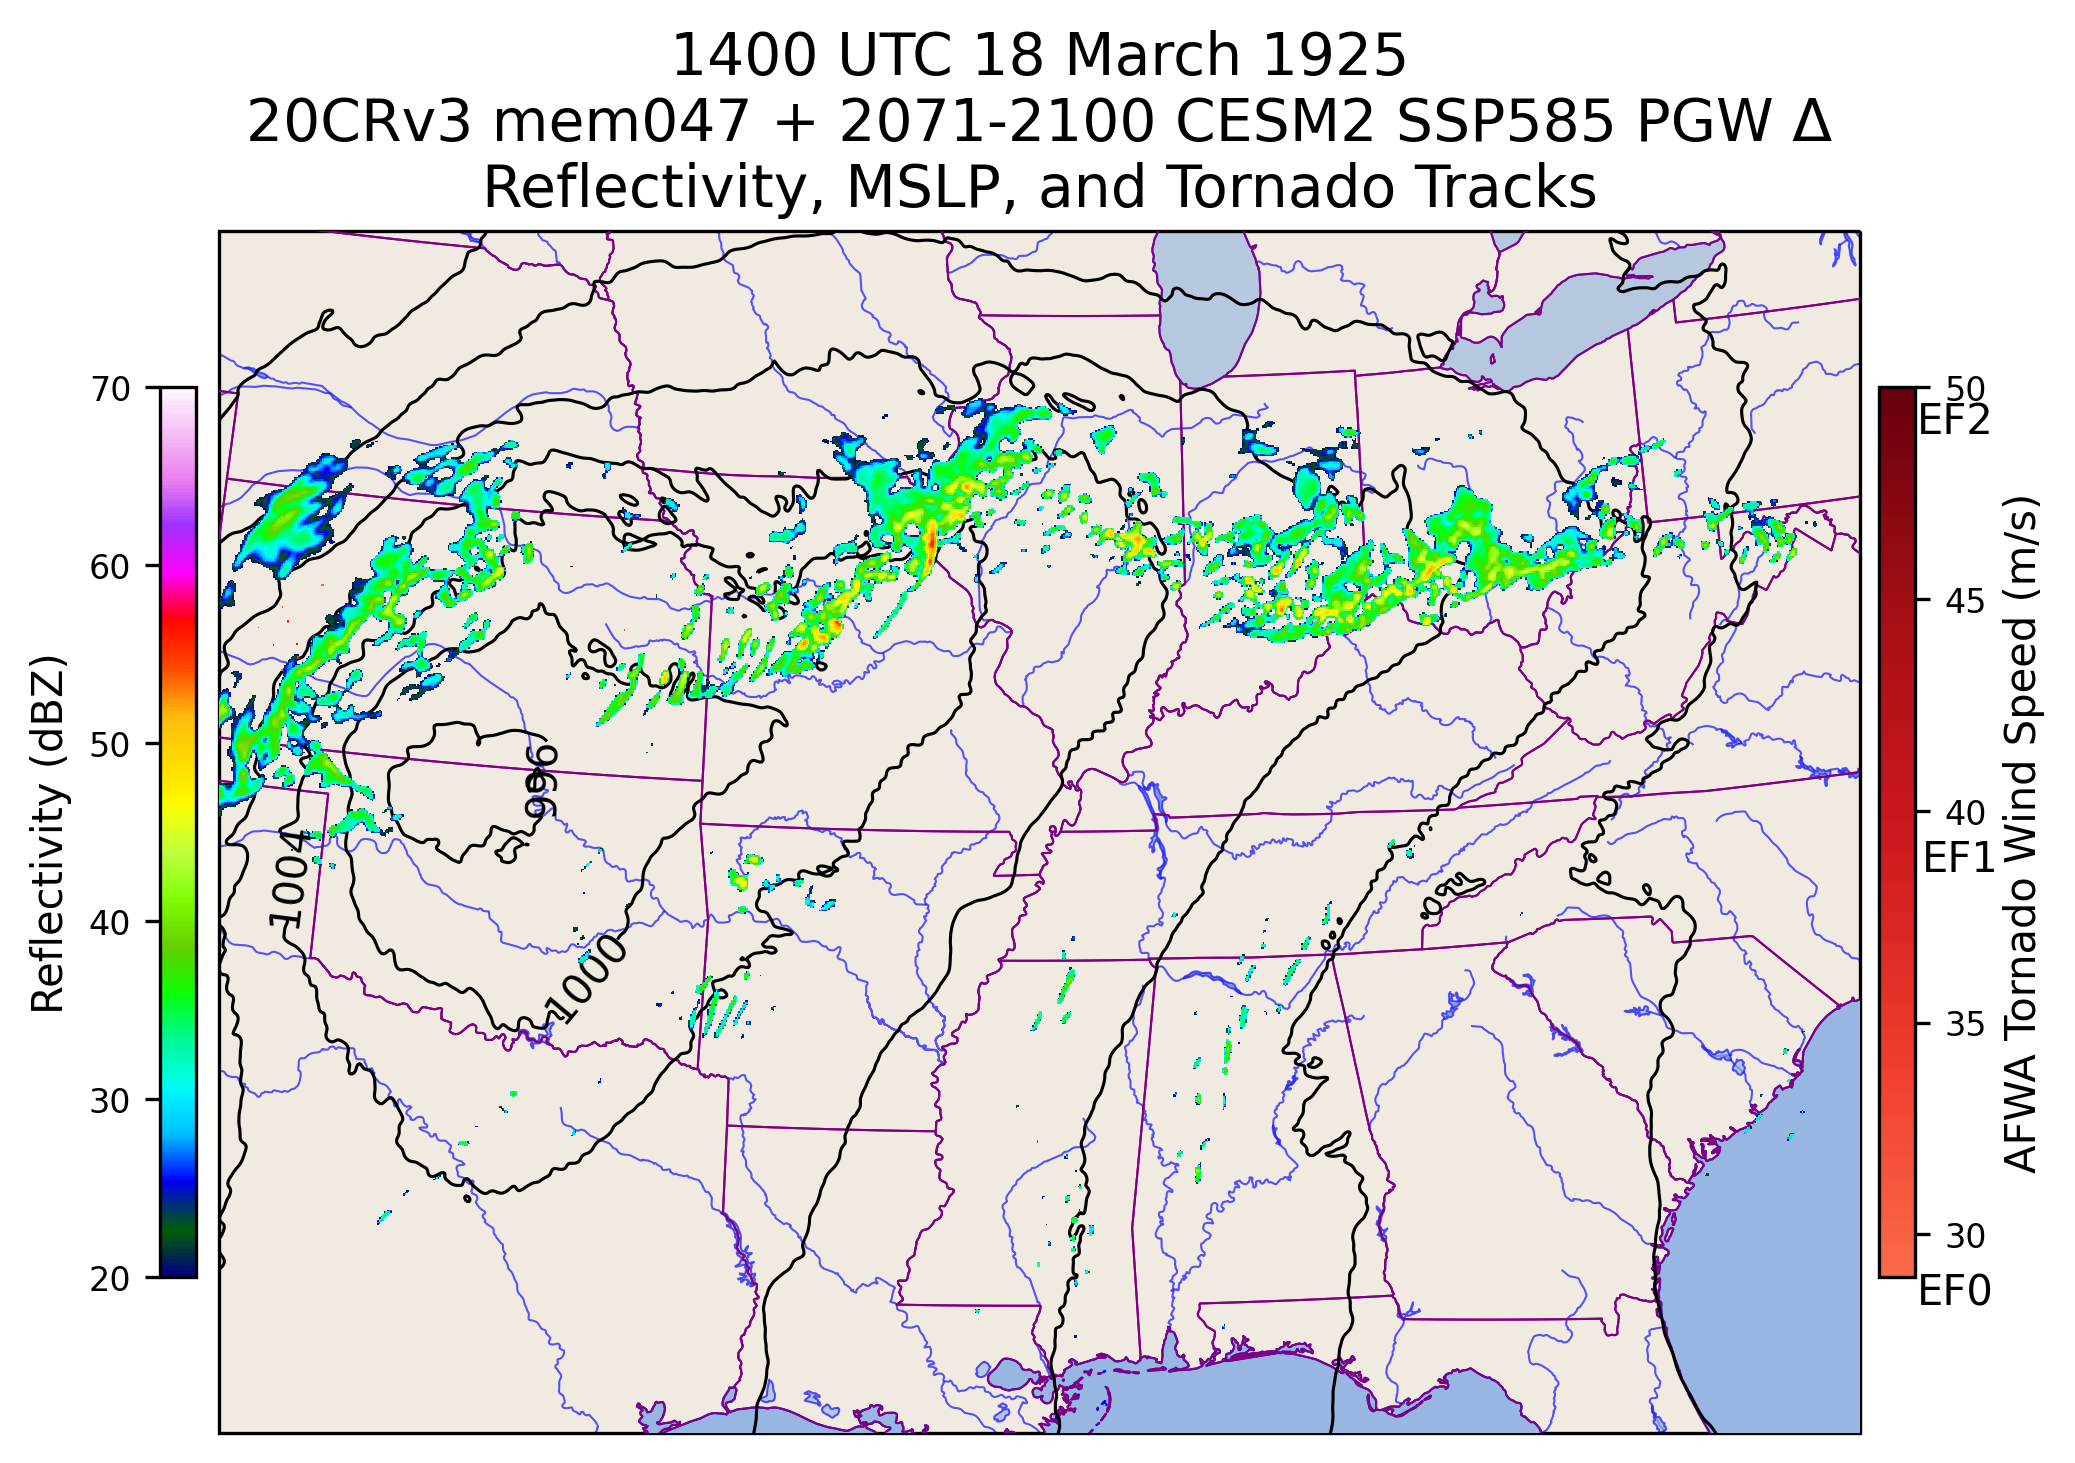 1400 UTC 18 March 1925
20CRv3 mem047 + 2071-2100 CESM2 SSP585 PGW Δ
Reflectivity, MSLP, and Tornado Tracks
Reflectivity (dBZ)
70
60
50
40
30
20
996
1004
1000
50
EF2
45
40
EF1
35
30
EF0
AFWA Tornado Wind Speed (m/s)